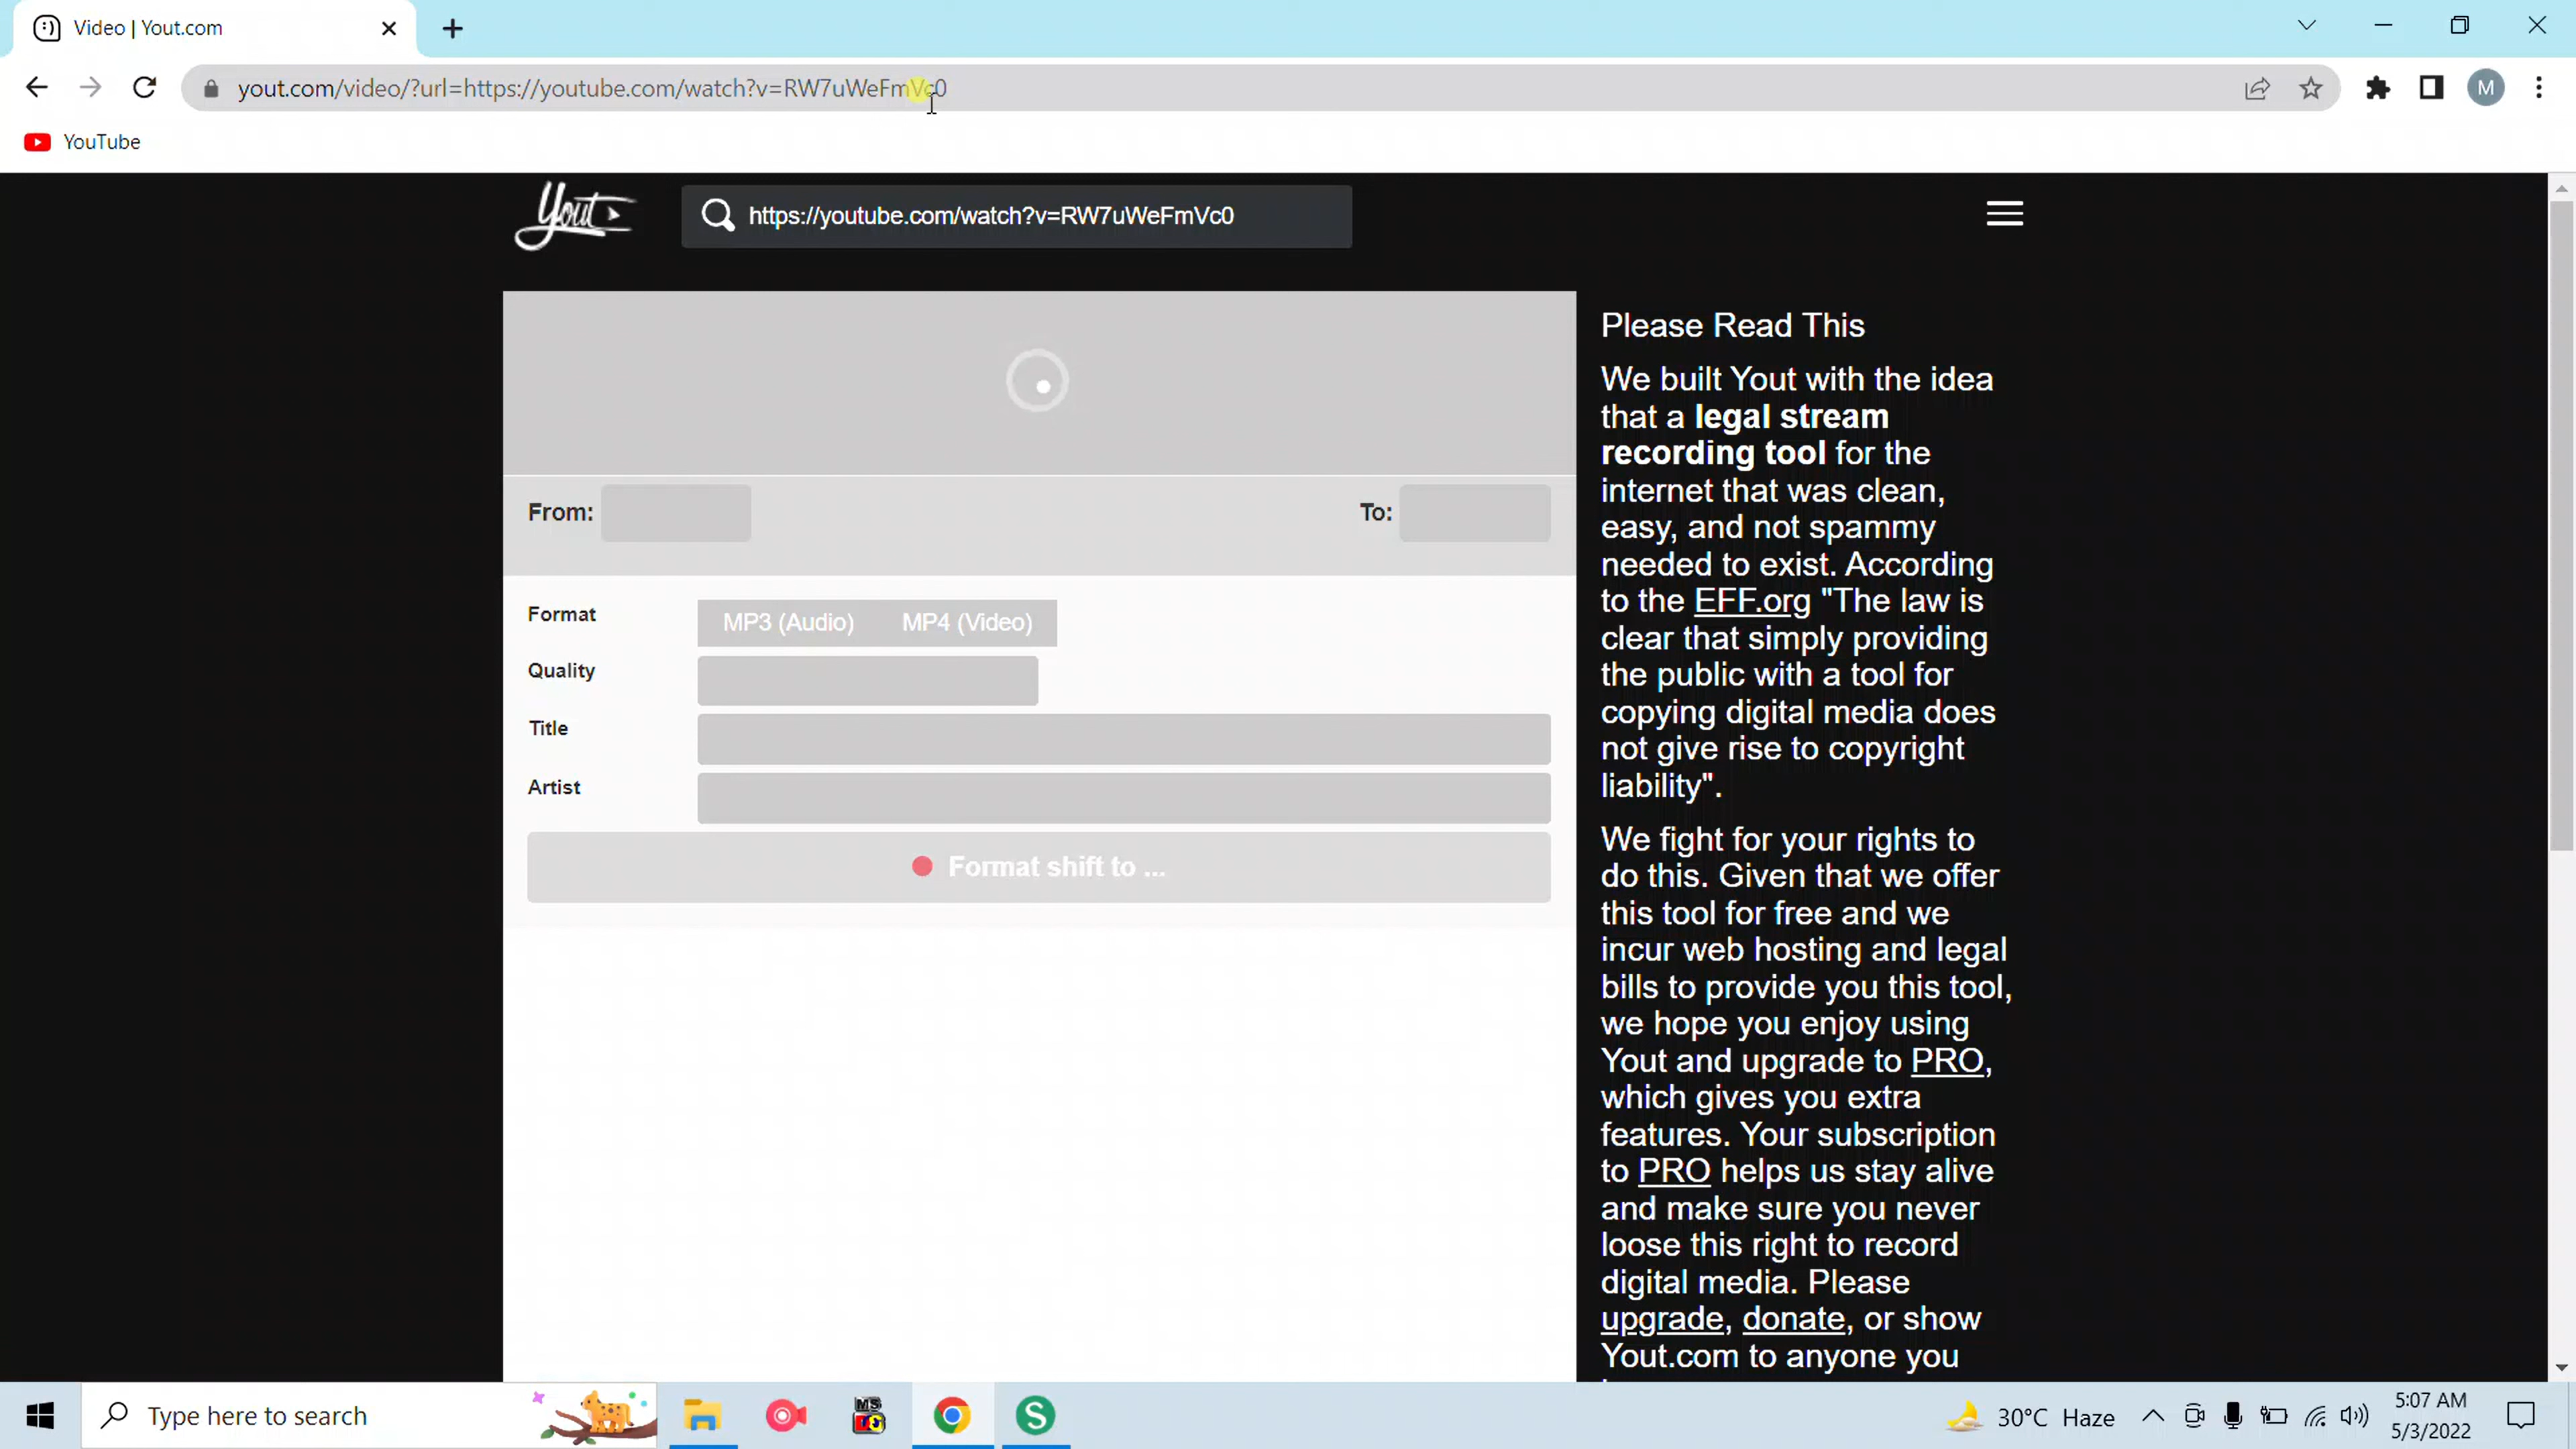 Video | Yout.com
yout.com/video/?url=https://youtube.com/watch?v=RW7uWeFmVc0
M
YouTube
Yout
https://youtube.com/watch?v=RW7uWeFmVc0
From:
To:
Format
MP3 (Audio)
MP4 (Video)
Quality
Title
Artist
Format shift to ...
Please Read This
We built Yout with the idea
that a legal stream
recording tool for the
internet that was clean,
easy, and not spammy
needed to exist. According
to the EFF.org "The law is
clear that simply providing
the public with a tool for
copying digital media does
not give rise to copyright
liability".
We fight for your rights to
do this. Given that we offer
this tool for free and we
incur web hosting and legal
bills to provide you this tool,
we hope you enjoy using
Yout and upgrade to PRO,
which gives you extra
features. Your subscription
to PRO helps us stay alive
and make sure you never
loose this right to record
digital media. Please
upgrade, donate, or show
Yout.com to anyone you
Type here to search
MS
S
30°C Haze
5:07 AM
5/3/2022